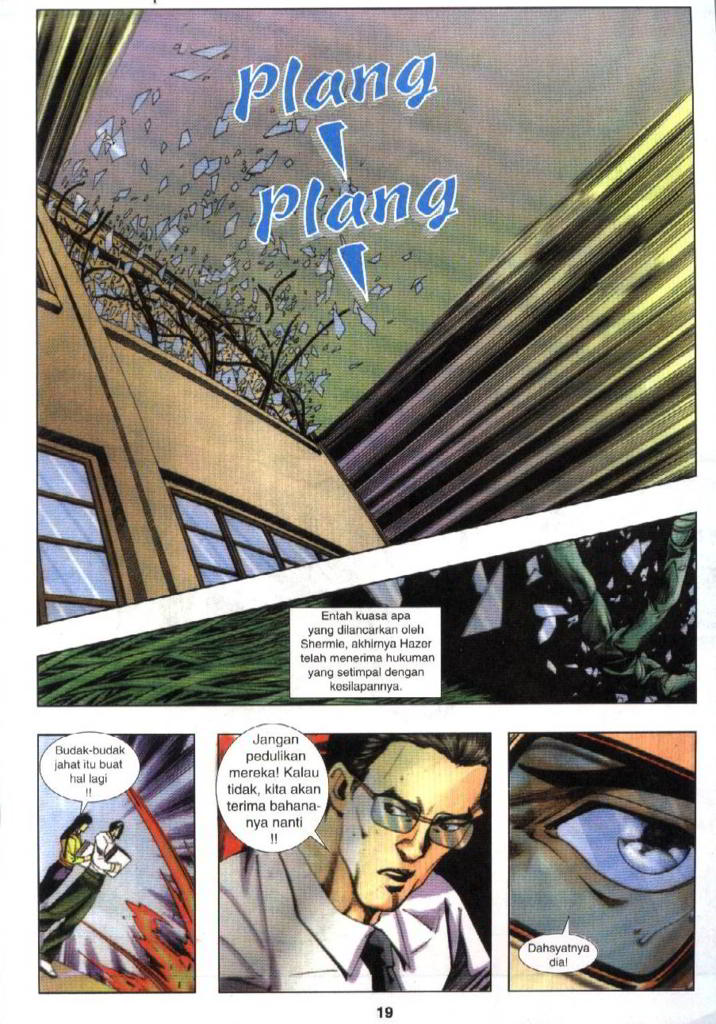 Plang
Plang
Entah kuasa apa
yang dilancarkan oleh
Shermie, akhirnya Hazer
telah menerima hukuman
yang setimpal dengan
kesilapannya.
Budak-budak
jahat itu buat
hal lagi
!!
Jangan
pedulikan
mereka! Kalau
tidak, kita akan
terima bahana-
nya nanti
!!
Dahsyatnya
dia!
19